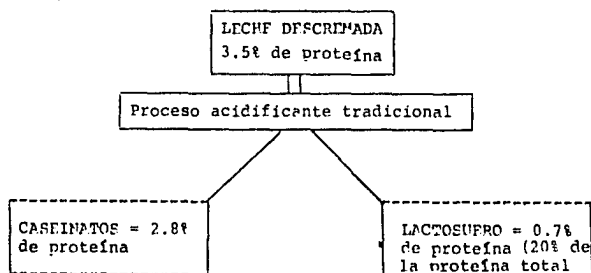 LECHE DESCREMADA
3.5% de proteína
Proceso acidificante tradicional
CASEINATOS = 2.8%
de proteína
LACTOSUERO = 0.7%
de proteína (20% de
la proteína total